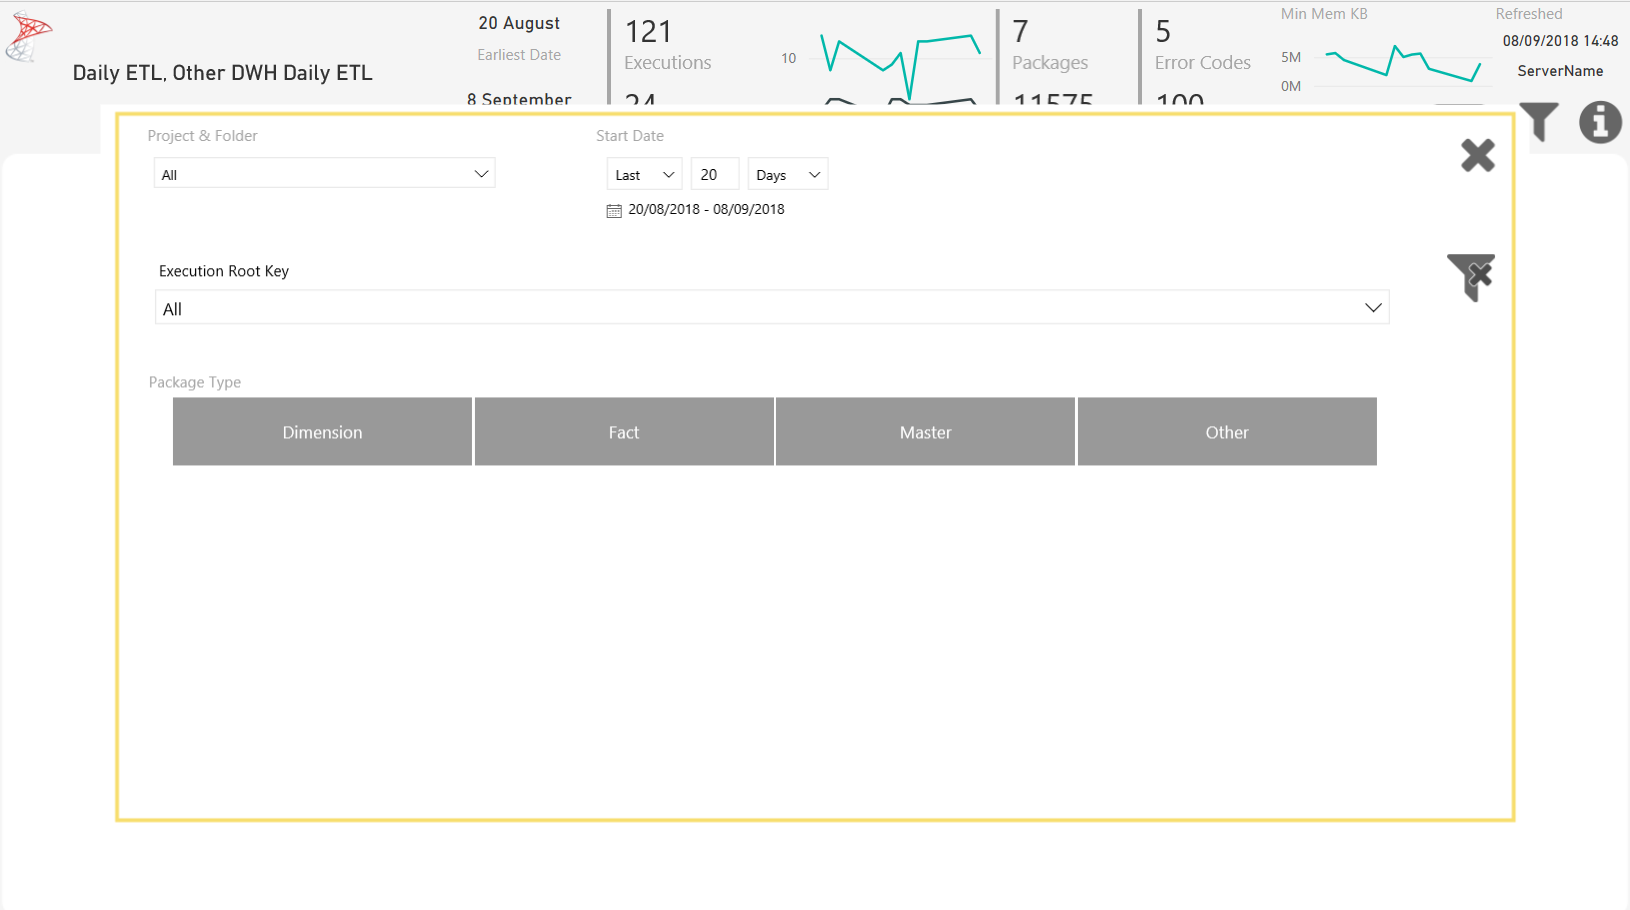 Daily ETL, Other DWH Daily ETL
20 August
Earliest Date
8 September
121
Executions
24
10
7
Packages
11575
5
Error Codes
100
Min Mem KB
5M
0M
Refreshed
08/09/2018 14:48
ServerName
Project & Folder
All
Start Date
Last 20 Days
20/08/2018 - 08/09/2018
Execution Root Key
All
Package Type
Dimension Fact Master Other